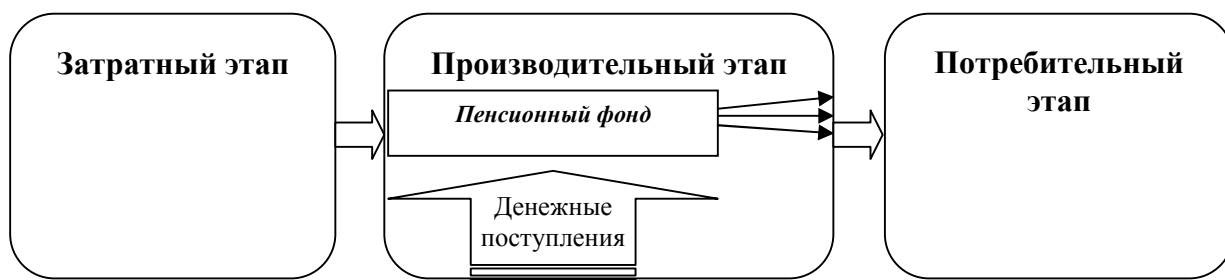 Затратный этап
Производительный этап
Пенсионный фонд
Денежные
поступления
Потребительный
этап